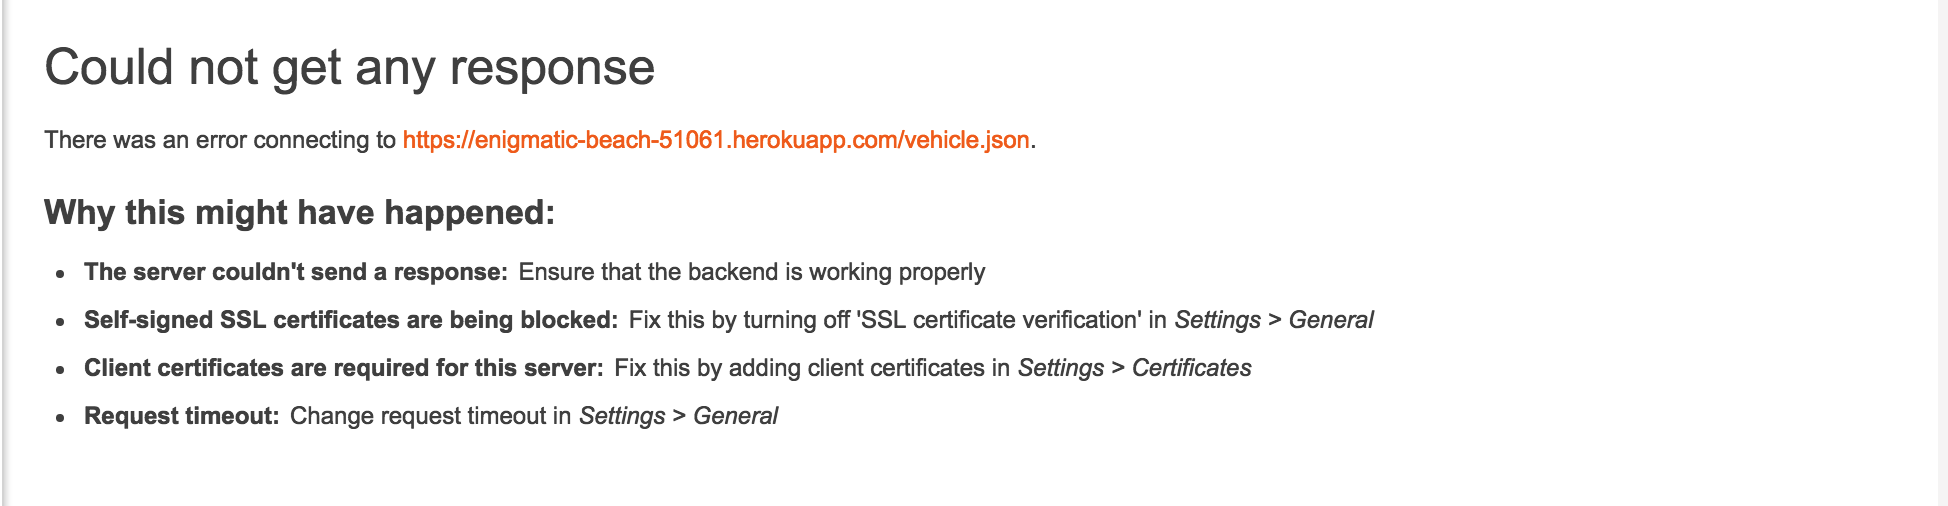 Could not get any response
There was an error connecting to https://enigmatic-beach-51061.herokuapp.com/vehicle.json.
Why this might have happened:
• The server couldn't send a response: Ensure that the backend is working properly
• Self-signed SSL certificates are being blocked: Fix this by turning off 'SSL certificate verification' in Settings > General
• Client certificates are required for this server: Fix this by adding client certificates in Settings > Certificates
• Request timeout: Change request timeout in Settings > General